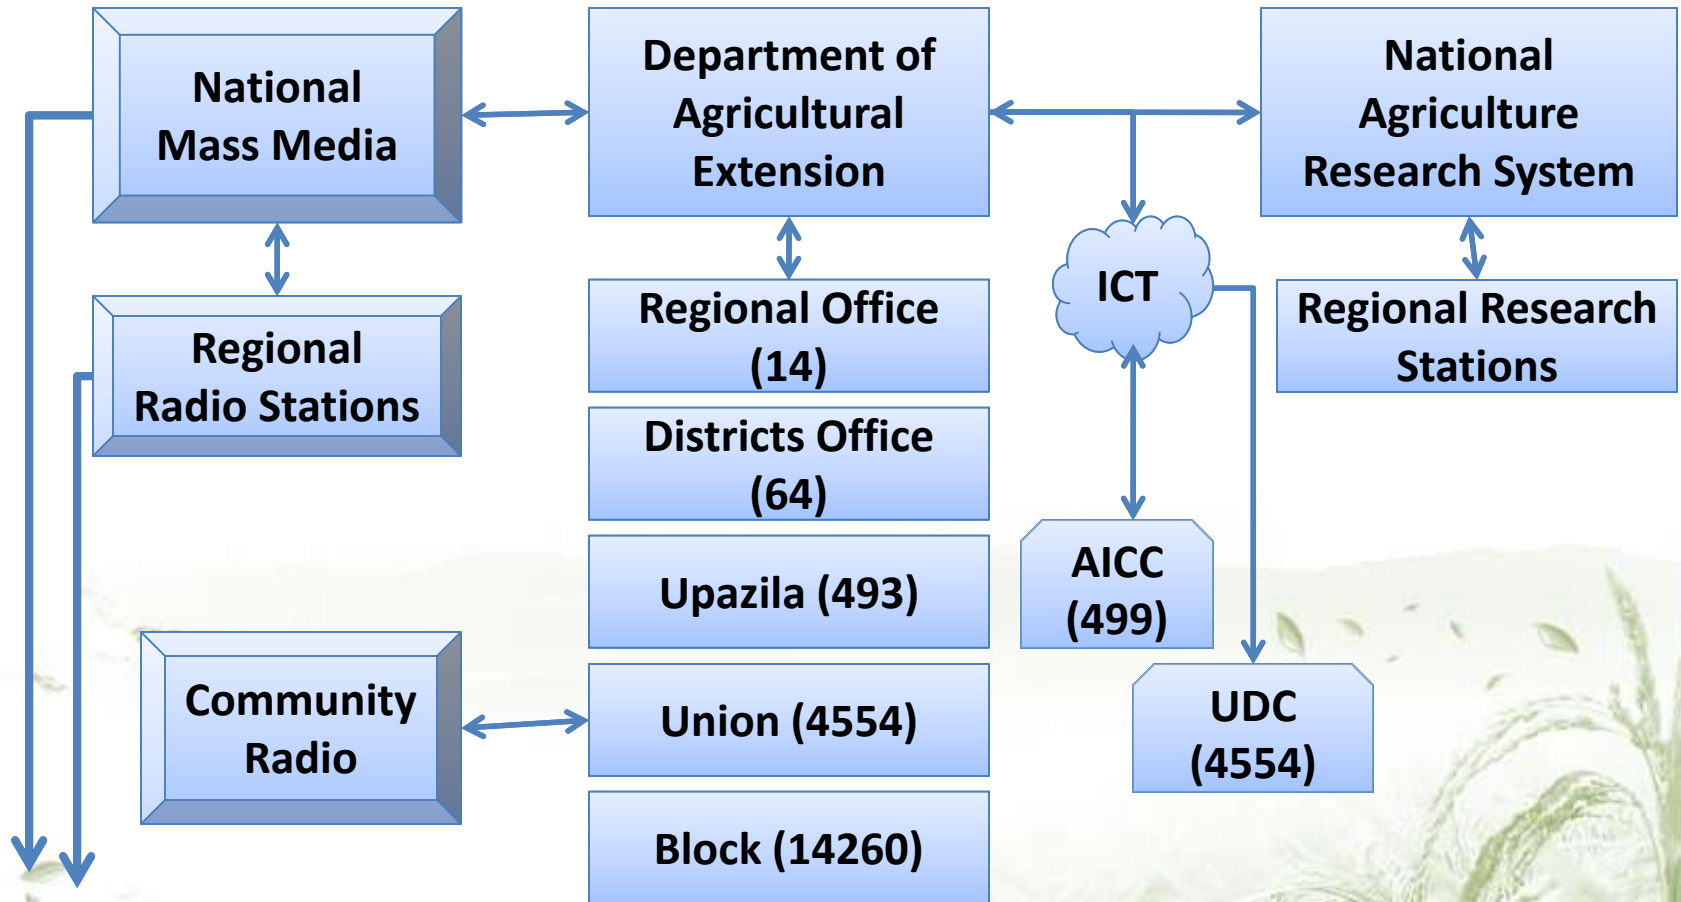 National
Mass Media
Department of
Agricultural
Extension
National
Agriculture
Research System
ICT
Regional
Radio Stations
Regional Office
(14)
Regional Research
Stations
Districts Office
(64)
Upazila (493)
AICC
(499)
Community
Radio
Union (4554)
UDC
(4554)
Block (14260)